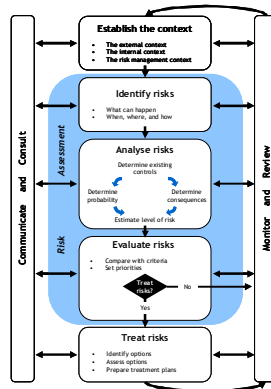 Establish the context
• The external context
• The internal context
• The risk management context
Identify risks
• What can happen
• When, where, and how
Analyse risks
Determine existing
controls
Determine
probability
Determine
consequences
Estimate level of risk
Evaluate risks
• Compare with criteria
• Set priorities
Treat
risks?
No
Yes
Treat risks
• Identify options
• Assess options
• Prepare treatment plans
Communicate and Consult
Risk Assessment
Monitor and Review